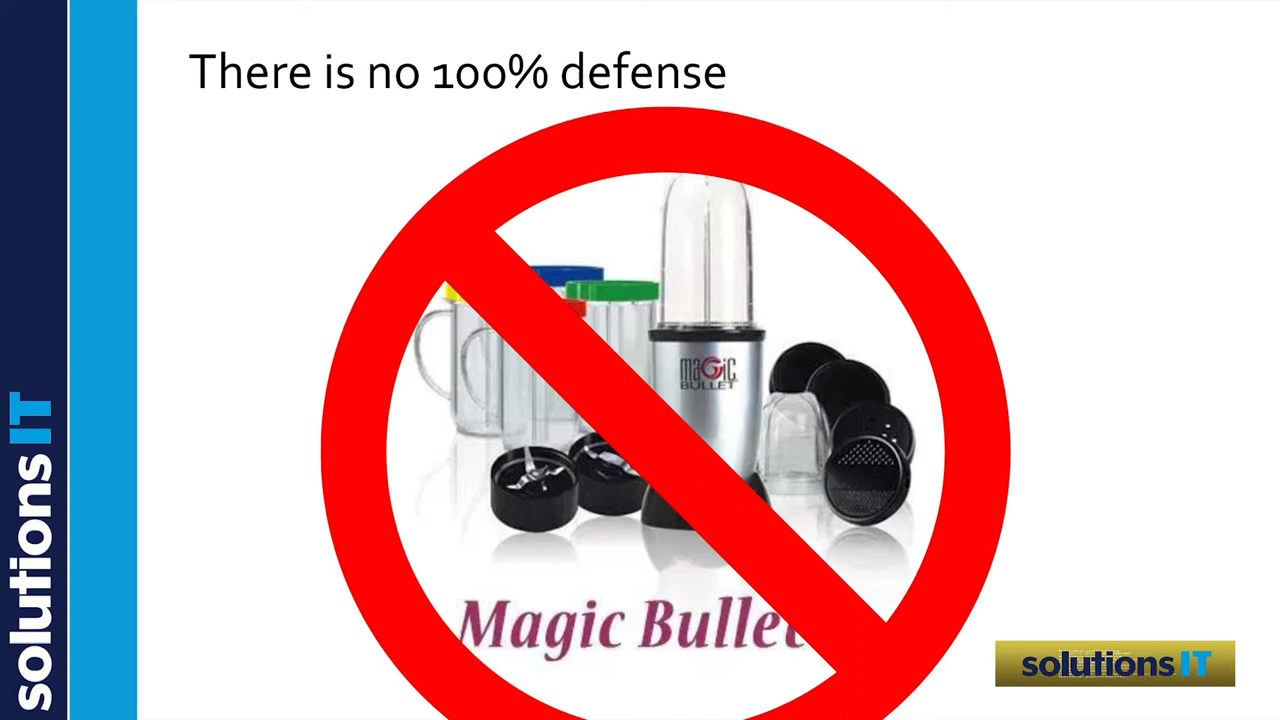 There is no 100% defense
magic
BULLET
Magic Bullet
solutions IT
solutions IT